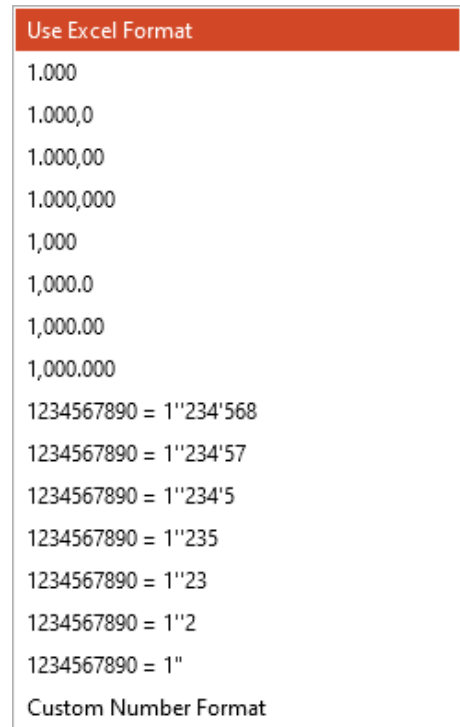 Use Excel Format
1.000
1.000,0
1.000,00
1.000,000
1,000
1,000.0
1,000.00
1,000.000
1234567890 = 1''234'568
1234567890 = 1''234'57
1234567890 = 1''234'5
1234567890 = 1''235
1234567890 = 1''23
1234567890 = 1''2
1234567890 = 1"
Custom Number Format